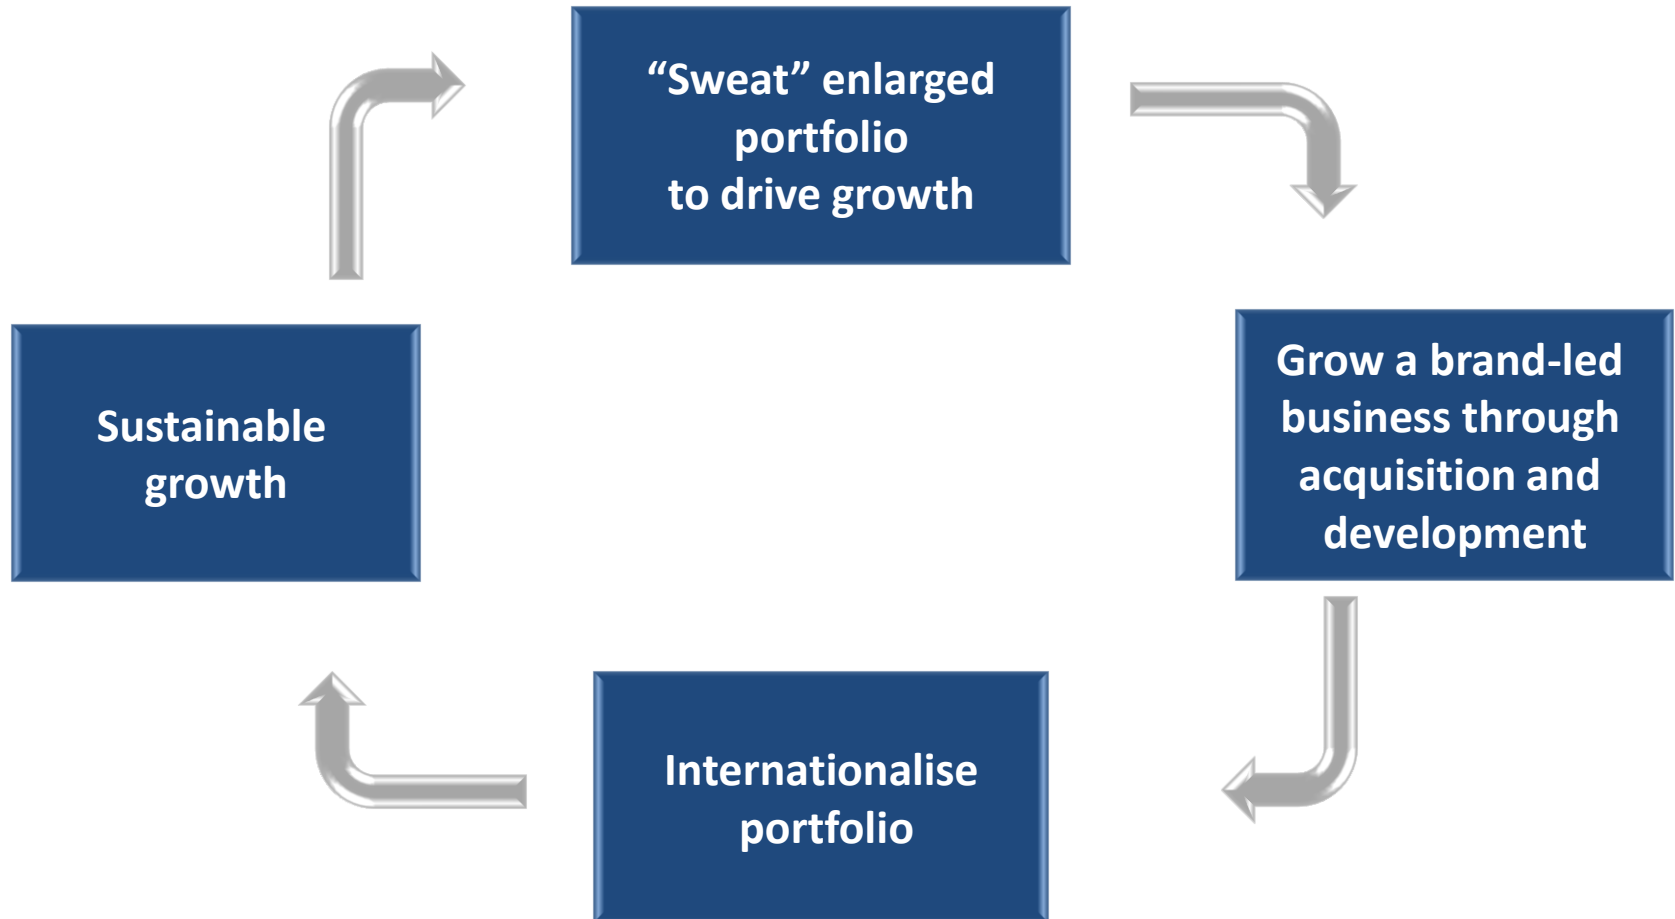 “Sweat” enlarged
portfolio
to drive growth
Grow a brand-led
business through
acquisition and
development
Internationalise
portfolio
Sustainable
growth